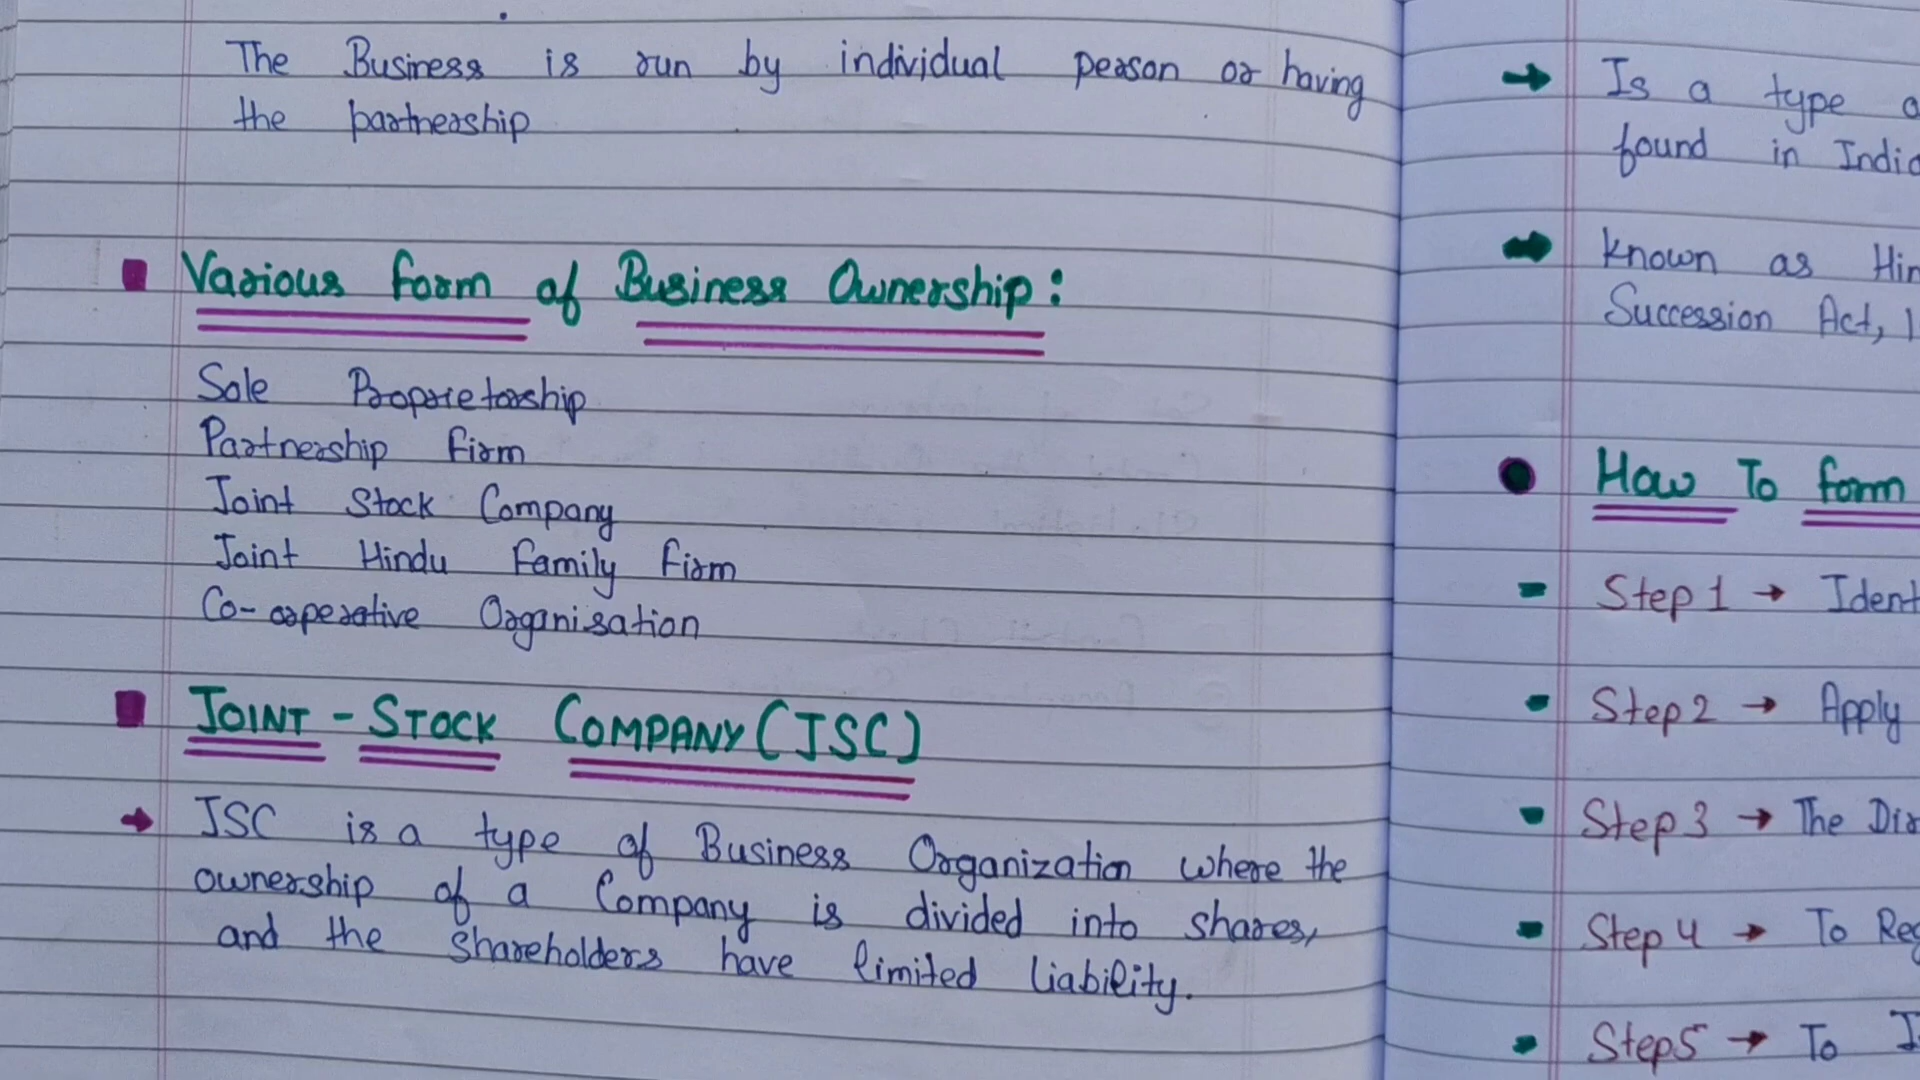 The Business is run by individual person or having
the partnership
Various form of Business Ownership:
Sole Proprietorship
Partnership firm
Joint Stock Company
Joint Hindu family firm
Co-operative Organisation
JOINT-STOCK COMPANY (JSC)
JSC is a type of Business Organization where the
ownership of a Company is divided into shares,
and the shareholders have limited liability.
Is a type
found in
Known as
Succession Act,
How To form
Step 1 →
Step 2 → Apply
Step 3 → The
Step 4 → To
Step 5 → To